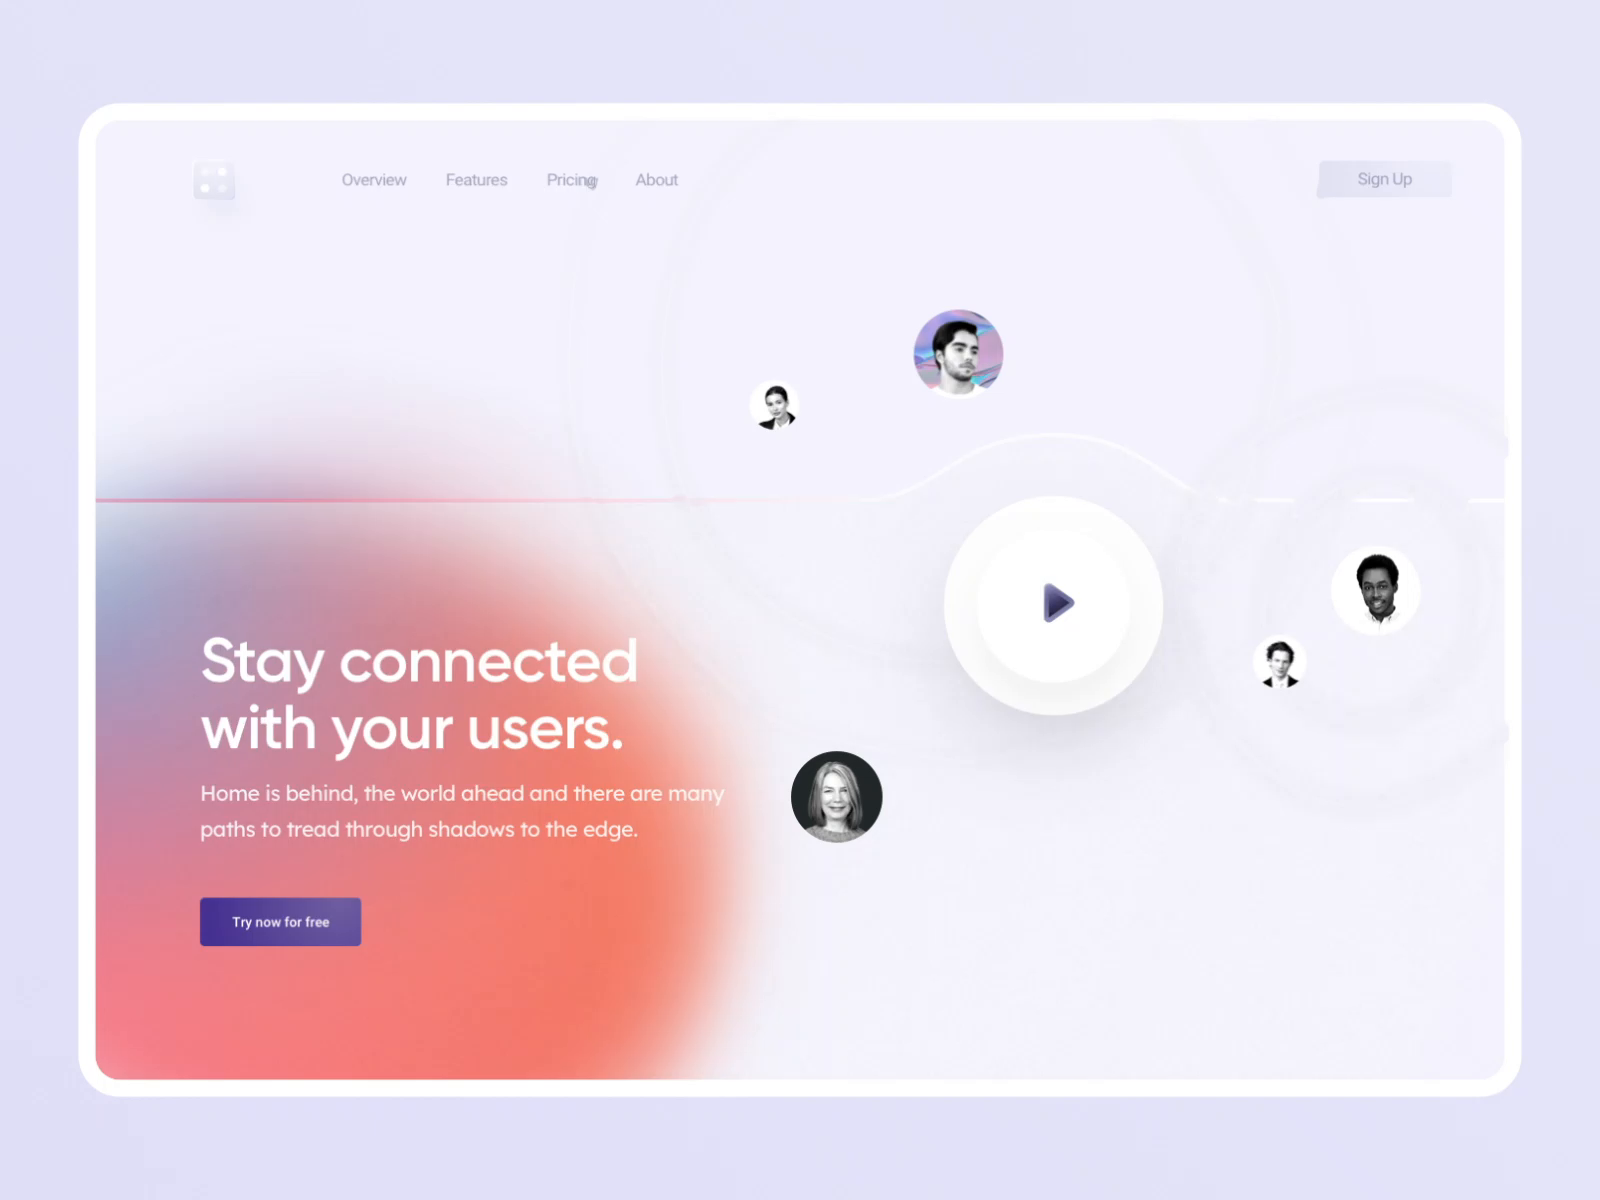 Overview
Features
Pricing
About
Sign Up
Stay connected
with your users.
Home is behind, the world ahead and there are many
paths to tread through shadows to the edge.
Try now for free